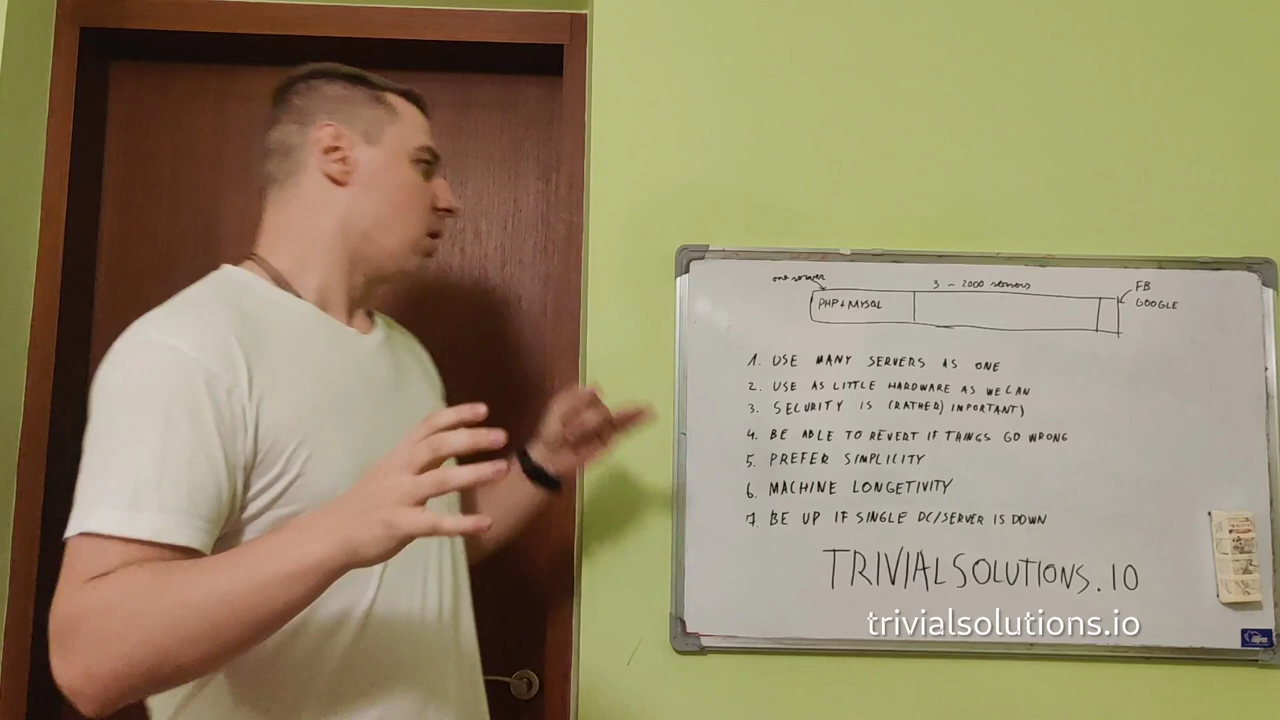 one server
3 - 2000 servers
FB
GOOGLE
PHP+MYSQL
1. USE MANY SERVERS AS ONE
2. USE AS LITTLE HARDWARE AS WE CAN
3. SECURITY IS (RATHER) IMPORTANT)
4. BE ABLE TO REVERT IF THINGS GO WRONG
5. PREFER SIMPLICITY
6. MACHINE LONGETIVITY
7. BE UP IF SINGLE DC/SERVER IS DOWN
TRIVIALSOLUTIONS.IO
trivialsolutions.io